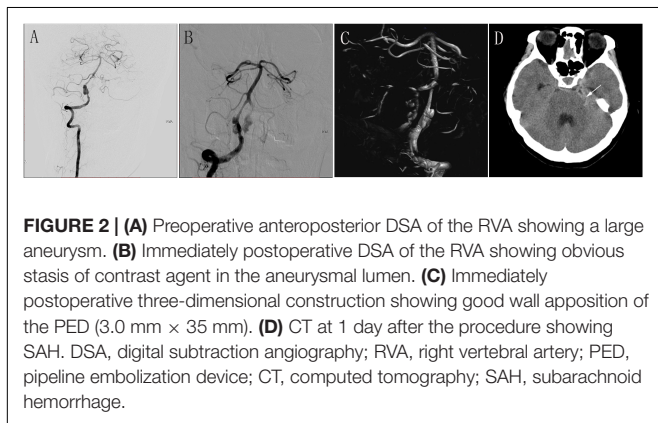 A
B
C
D
FIGURE 2 | (A) Preoperative anteroposterior DSA of the RVA showing a large
aneurysm. (B) Immediately postoperative DSA of the RVA showing obvious
stasis of contrast agent in the aneurysmal lumen. (C) Immediately
postoperative three-dimensional construction showing good wall apposition of
the PED (3.0 mm × 35 mm). (D) CT at 1 day after the procedure showing
SAH. DSA, digital subtraction angiography; RVA, right vertebral artery; PED,
pipeline embolization device; CT, computed tomography; SAH, subarachnoid
hemorrhage.